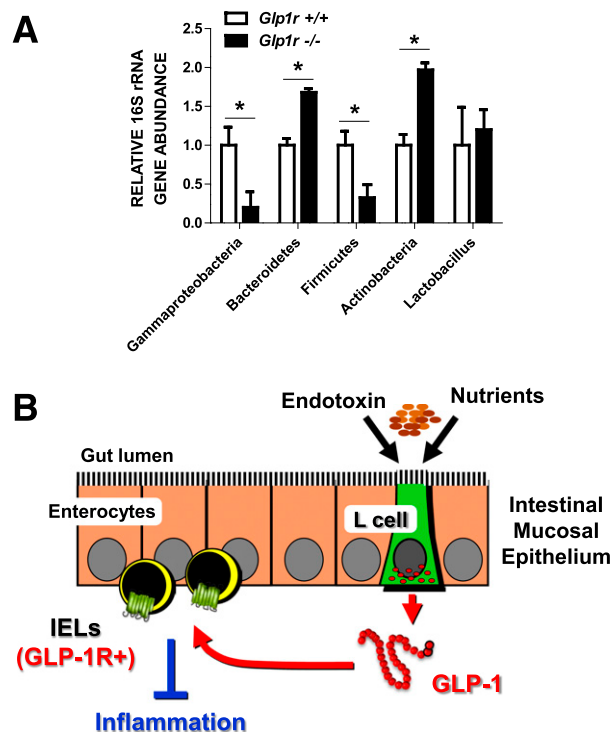 A
Glp1r +/+
Glp1r -/-
RELATIVE 16S rRNA
GENE ABUNDANCE
2.5
2.0
1.5
1.0
0.5
0.0
*
*
*
*
Gammaproteobacteria
Bacteroidetes
Firmicutes
Actinobacteria
Lactobacillus
B
Endotoxin
Nutrients
Gut lumen
Enterocytes
L cell
Intestinal
Mucosal
Epithelium
IELs
(GLP-1R+)
GLP-1
Inflammation